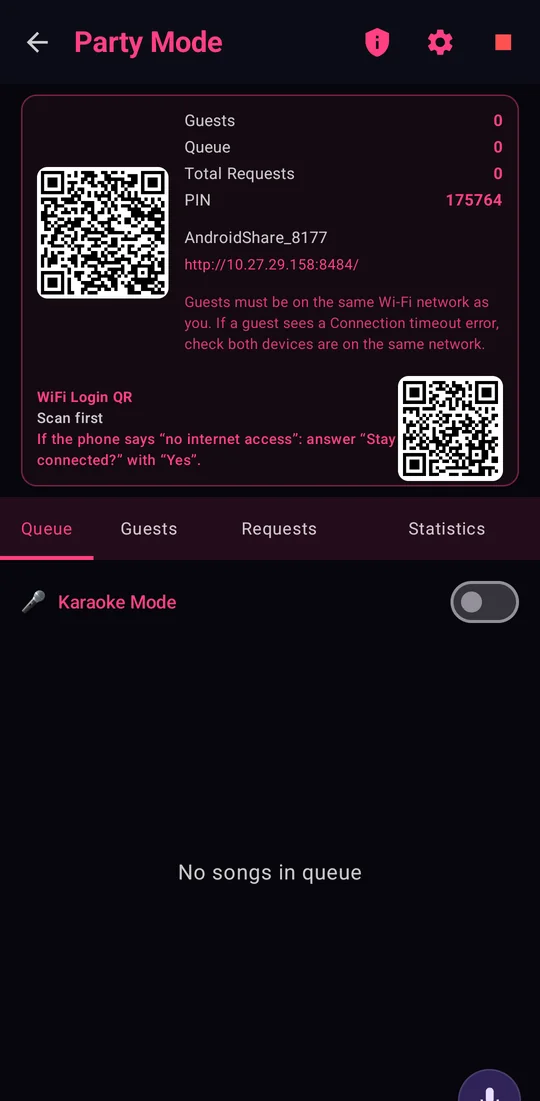 Party Mode
Guests 0
Queue 0
Total Requests 0
PIN 175764
AndroidShare_8177
http://10.27.29.158:8484/
Guests must be on the same Wi-Fi network as
you. If a guest sees a Connection timeout error,
check both devices are on the same network.
WiFi Login QR
Scan first
If the phone says “no internet access”: answer “Stay
connected?” with “Yes”.
Queue Guests Requests Statistics
Karaoke Mode
No songs in queue